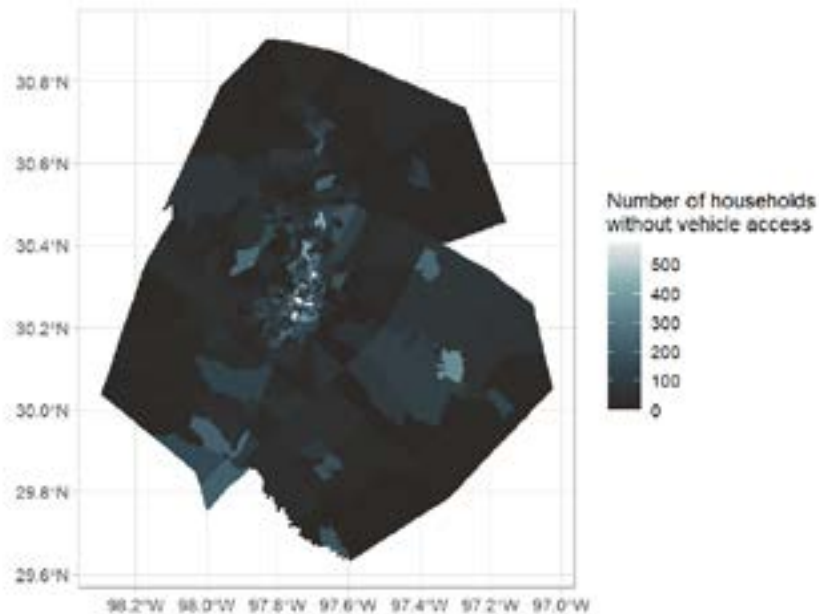 30.8°N
30.6°N
30.4°N
30.2°N
30.0°N
29.8°N
29.6°N
98.2°W 98.0°W 97.8°W 97.6°W 97.4°W 97.2°W 97.0°W
Number of households
without vehicle access
500
400
300
200
100
0